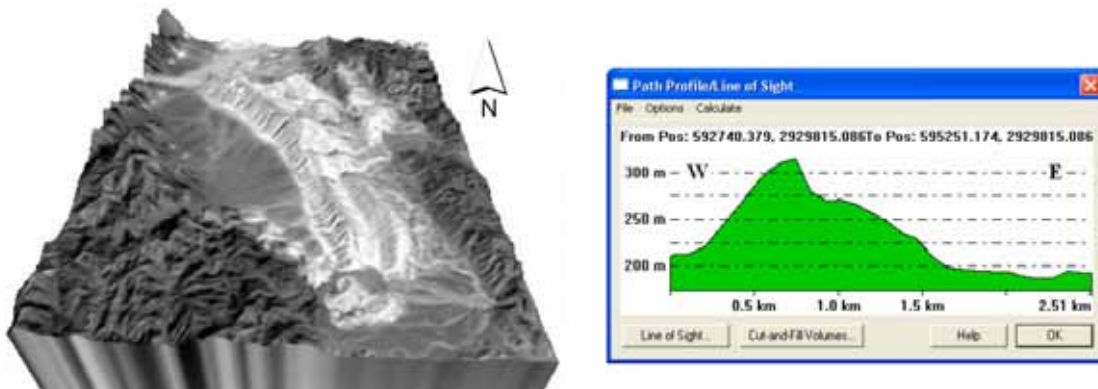 N
Path Profile/Line of Sight
File Options Calculate
From Pos: 592740.379, 2929815.086To Pos: 595251.174, 2929815.086
300 m
W
E
250 m
200 m
0.5 km
1.0 km
1.5 km
2.51 km
Line of Sight...
Cut-and-Fill Volumes...
Help
OK